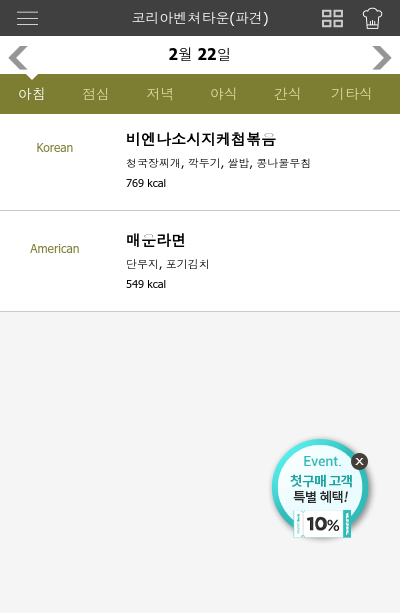 코리아벤쳐타운(파견)
2월 22일
아침 점심 저녁 야식 간식 기타식
Korean
비엔나소시지케첩볶음
청국장찌개, 깍두기, 쌀밥, 콩나물무침
769 kcal
American
매운라면
단무지, 포기김치
549 kcal
Event.
첫구매 고객
특별 혜택!
10%